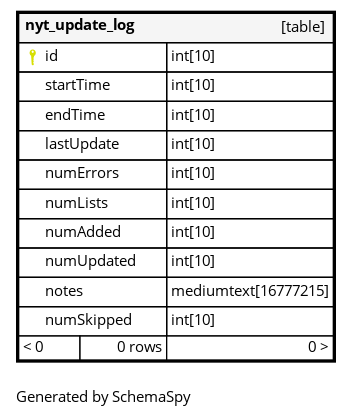 nyt_update_log [table]
id int[10]
startTime int[10]
endTime int[10]
lastUpdate int[10]
numErrors int[10]
numLists int[10]
numAdded int[10]
numUpdated int[10]
notes mediumtext[16777215]
numSkipped int[10]
< 0 0 rows 0 >
Generated by SchemaSpy